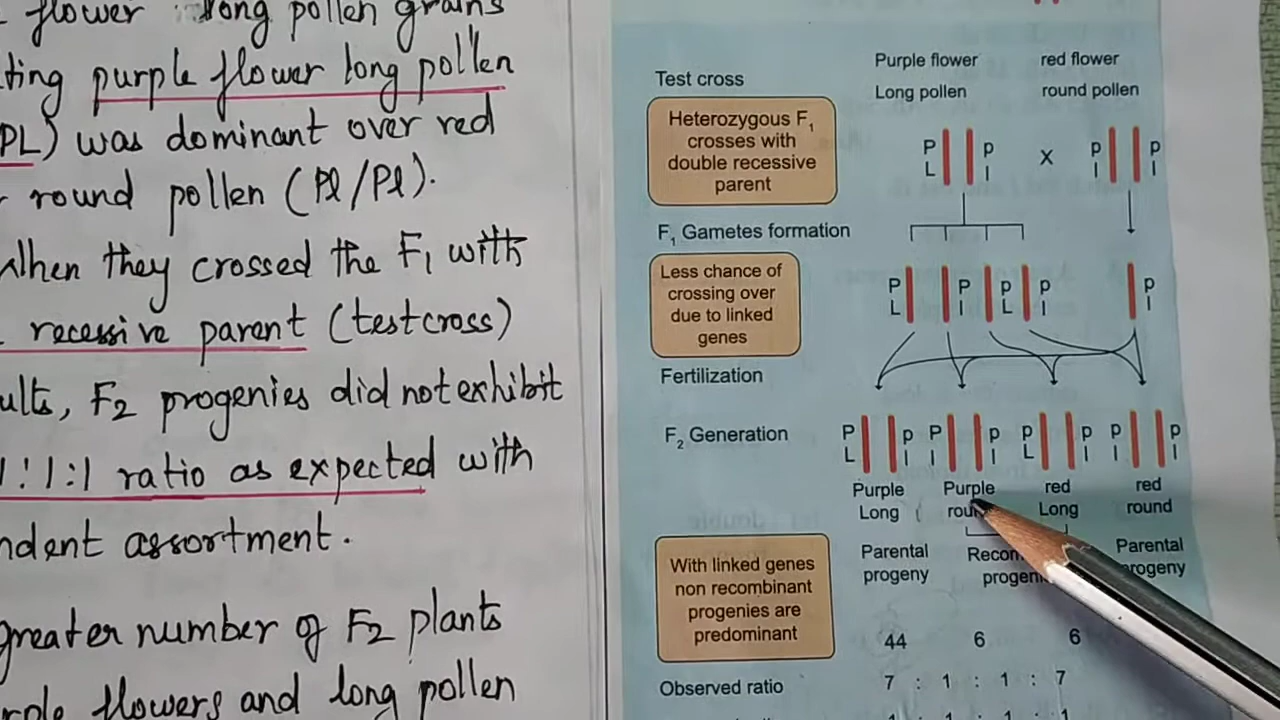 flower long pollen grains
ting purple flower long pollen
PL) was dominant over red
round pollen (Pl/Pl).
When they crossed the F1 with
recessive parent (testcross)
ults, F2 progenies did not exhibit
1:1:1 ratio as expected with
ndent assortment.
greater number of F2 plants
flowers and long pollen
Test cross
Purple flower red flower
Long pollen round pollen
Heterozygous F1
crosses with
double recessive
parent
P p X p p
L l l l
F1 Gametes formation
Less chance of
crossing over
due to linked
genes
P P p p p
L l L l l
Fertilization
F2 Generation
P p P p p p p p
L l l l L l l l
Purple Purple red red
Long round Long round
Parental Recom Parental
progeny progen progeny
With linked genes
non recombinant
progenies are
predominant
44 6 6
Observed ratio 7 : 1 : 1 : 7